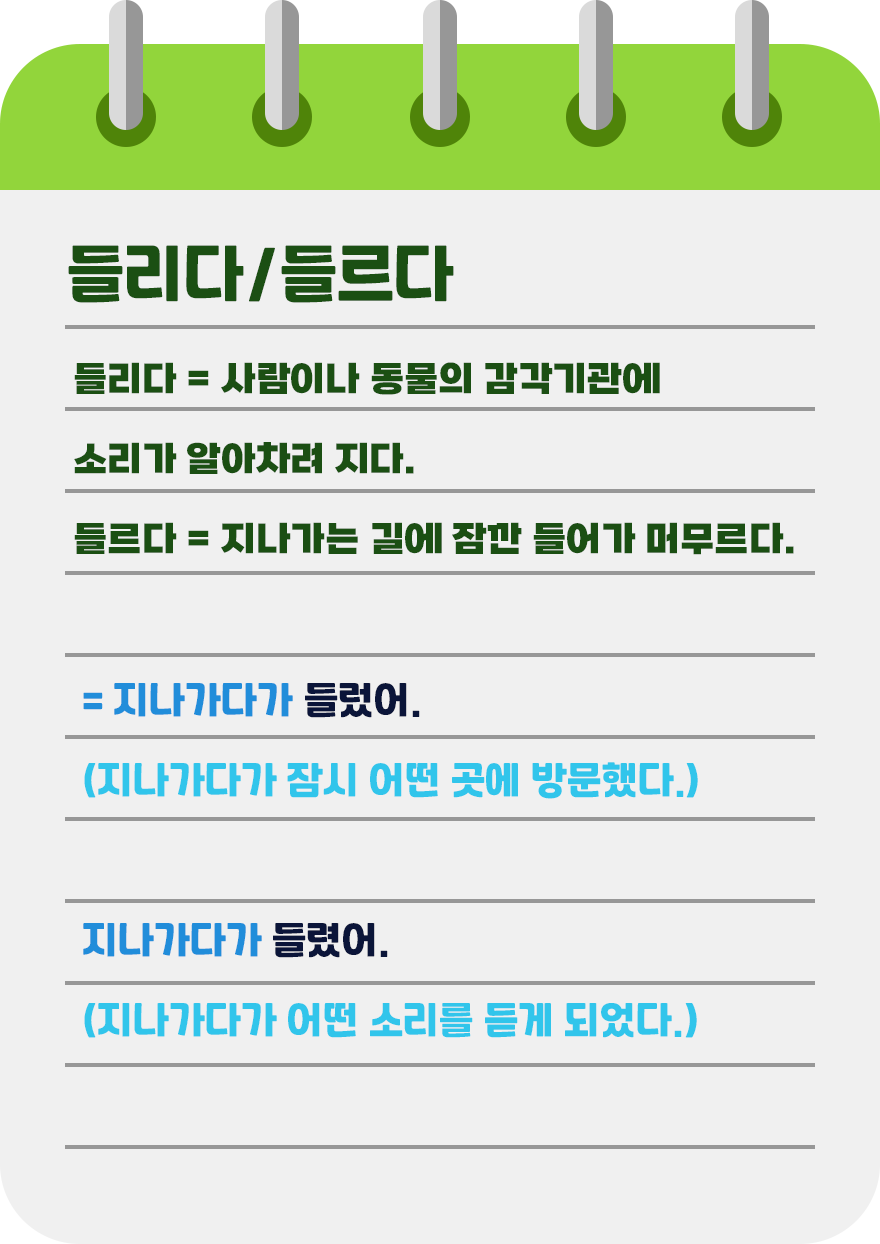 들리다/들르다
들리다 = 사람이나 동물의 감각기관에
소리가 알아차려 지다.
들르다 = 지나가는 길에 잠깐 들어가 머무르다.
= 지나가다가 들렀어.
(지나가다가 잠시 어떤 곳에 방문했다.)
지나가다가 들렸어.
(지나가다가 어떤 소리를 듣게 되었다.)